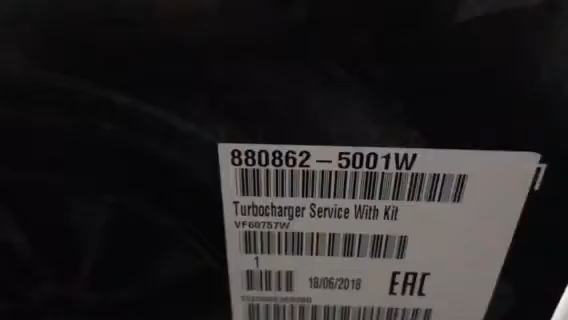 880862-5001W
Turbocharger Service With Kit
VF60757W
1
18/06/2018 EAC